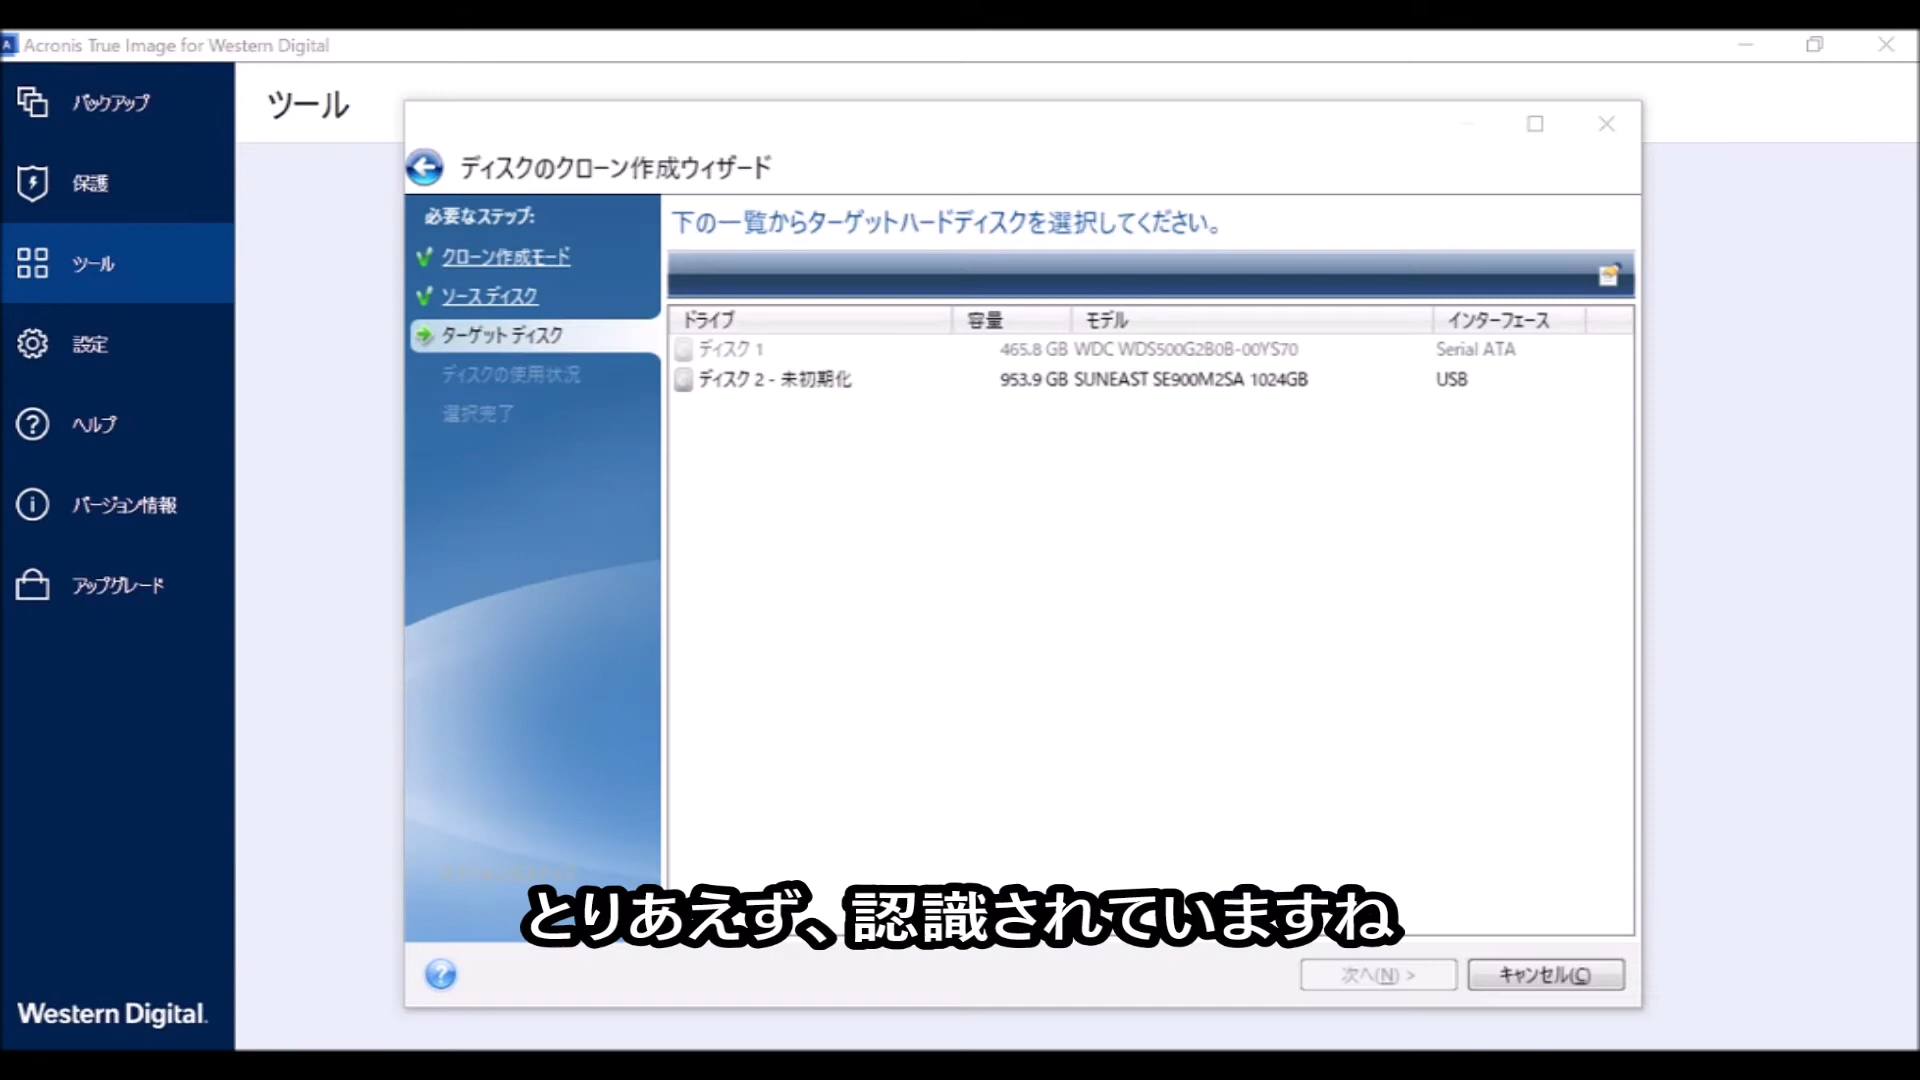 Acronis True Image for Western Digital
バックアップ
保護
ツール
設定
ヘルプ
バージョン情報
アップグレード
Western Digital.
ツール
ディスクのクローン作成ウィザード
必要なステップ:
クローン作成モード
ソース ディスク
ターゲット ディスク
ディスクの使用状況
選択完了
下の一覧からターゲットハードディスクを選択してください。
ドライブ 容量 モデル インターフェース
ディスク 1 465.8 GB WDC WDS500G2B0B-00YS70 Serial ATA
ディスク 2 - 未初期化 953.9 GB SUNEAST SE900M2SA 1024GB USB
とりあえず、認識されていますね
次へ(N) > キャンセル(C)